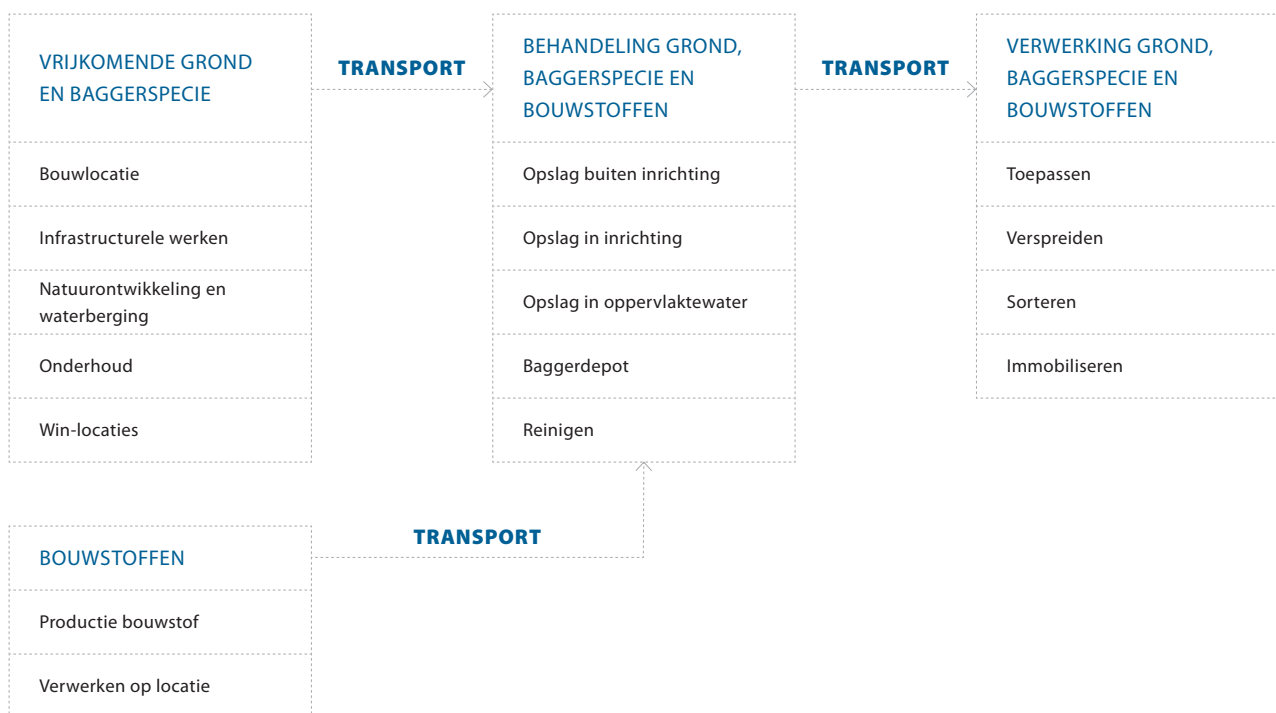 VRIJKOMENDE GROND
EN BAGGERSPECIE
Bouwlocatie
Infrastructurele werken
Natuurontwikkeling en
waterberging
Onderhoud
Win-locaties
TRANSPORT
BEHANDELING GROND,
BAGGERSPECIE EN
BOUWSTOFFEN
Opslag buiten inrichting
Opslag in inrichting
Opslag in oppervlaktewater
Baggerdepot
Reinigen
TRANSPORT
VERWERKING GROND,
BAGGERSPECIE EN
BOUWSTOFFEN
Toepassen
Verspreiden
Sorteren
Immobiliseren
BOUWSTOFFEN
Productie bouwstof
Verwerken op locatie
TRANSPORT